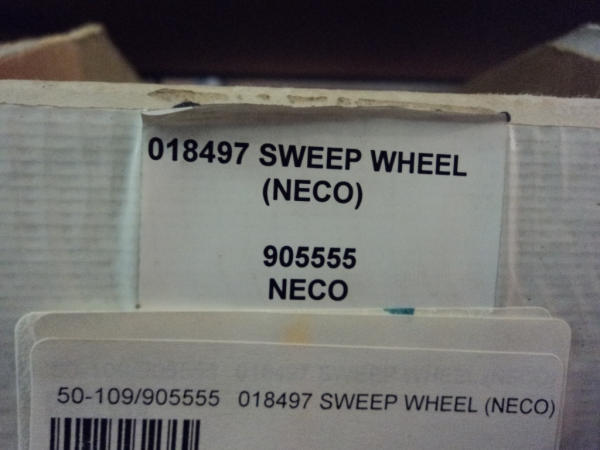 018497 SWEEP WHEEL
(NECO)
905555
NECO
50-109/905555 018497 SWEEP WHEEL (NECO)